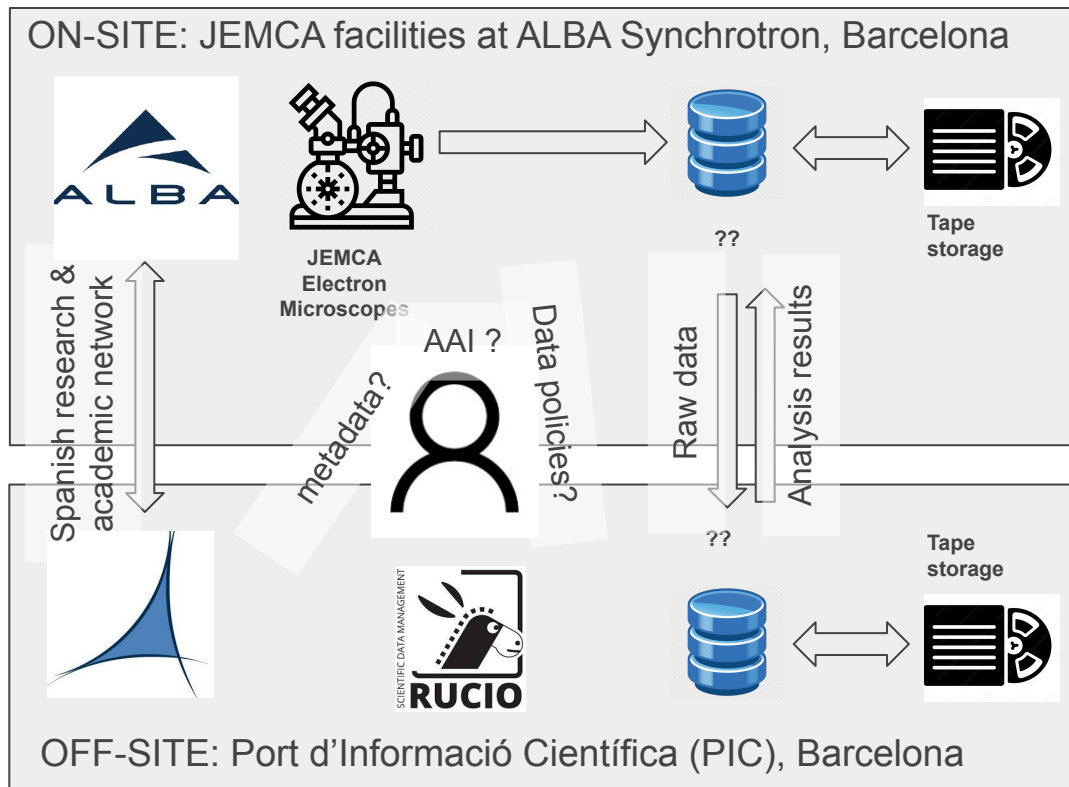 ON-SITE: JEMCA facilities at ALBA Synchrotron, Barcelona
ALBA
JEMCA
Electron
Microscopes
??
Tape
storage
Spanish research &
academic network
metadata?
AAI ?
Data policies?
Raw data
Analysis results
??
Tape
storage
SCIENTIFIC DATA MANAGEMENT
RUCIO
OFF-SITE: Port d’Informació Científica (PIC), Barcelona